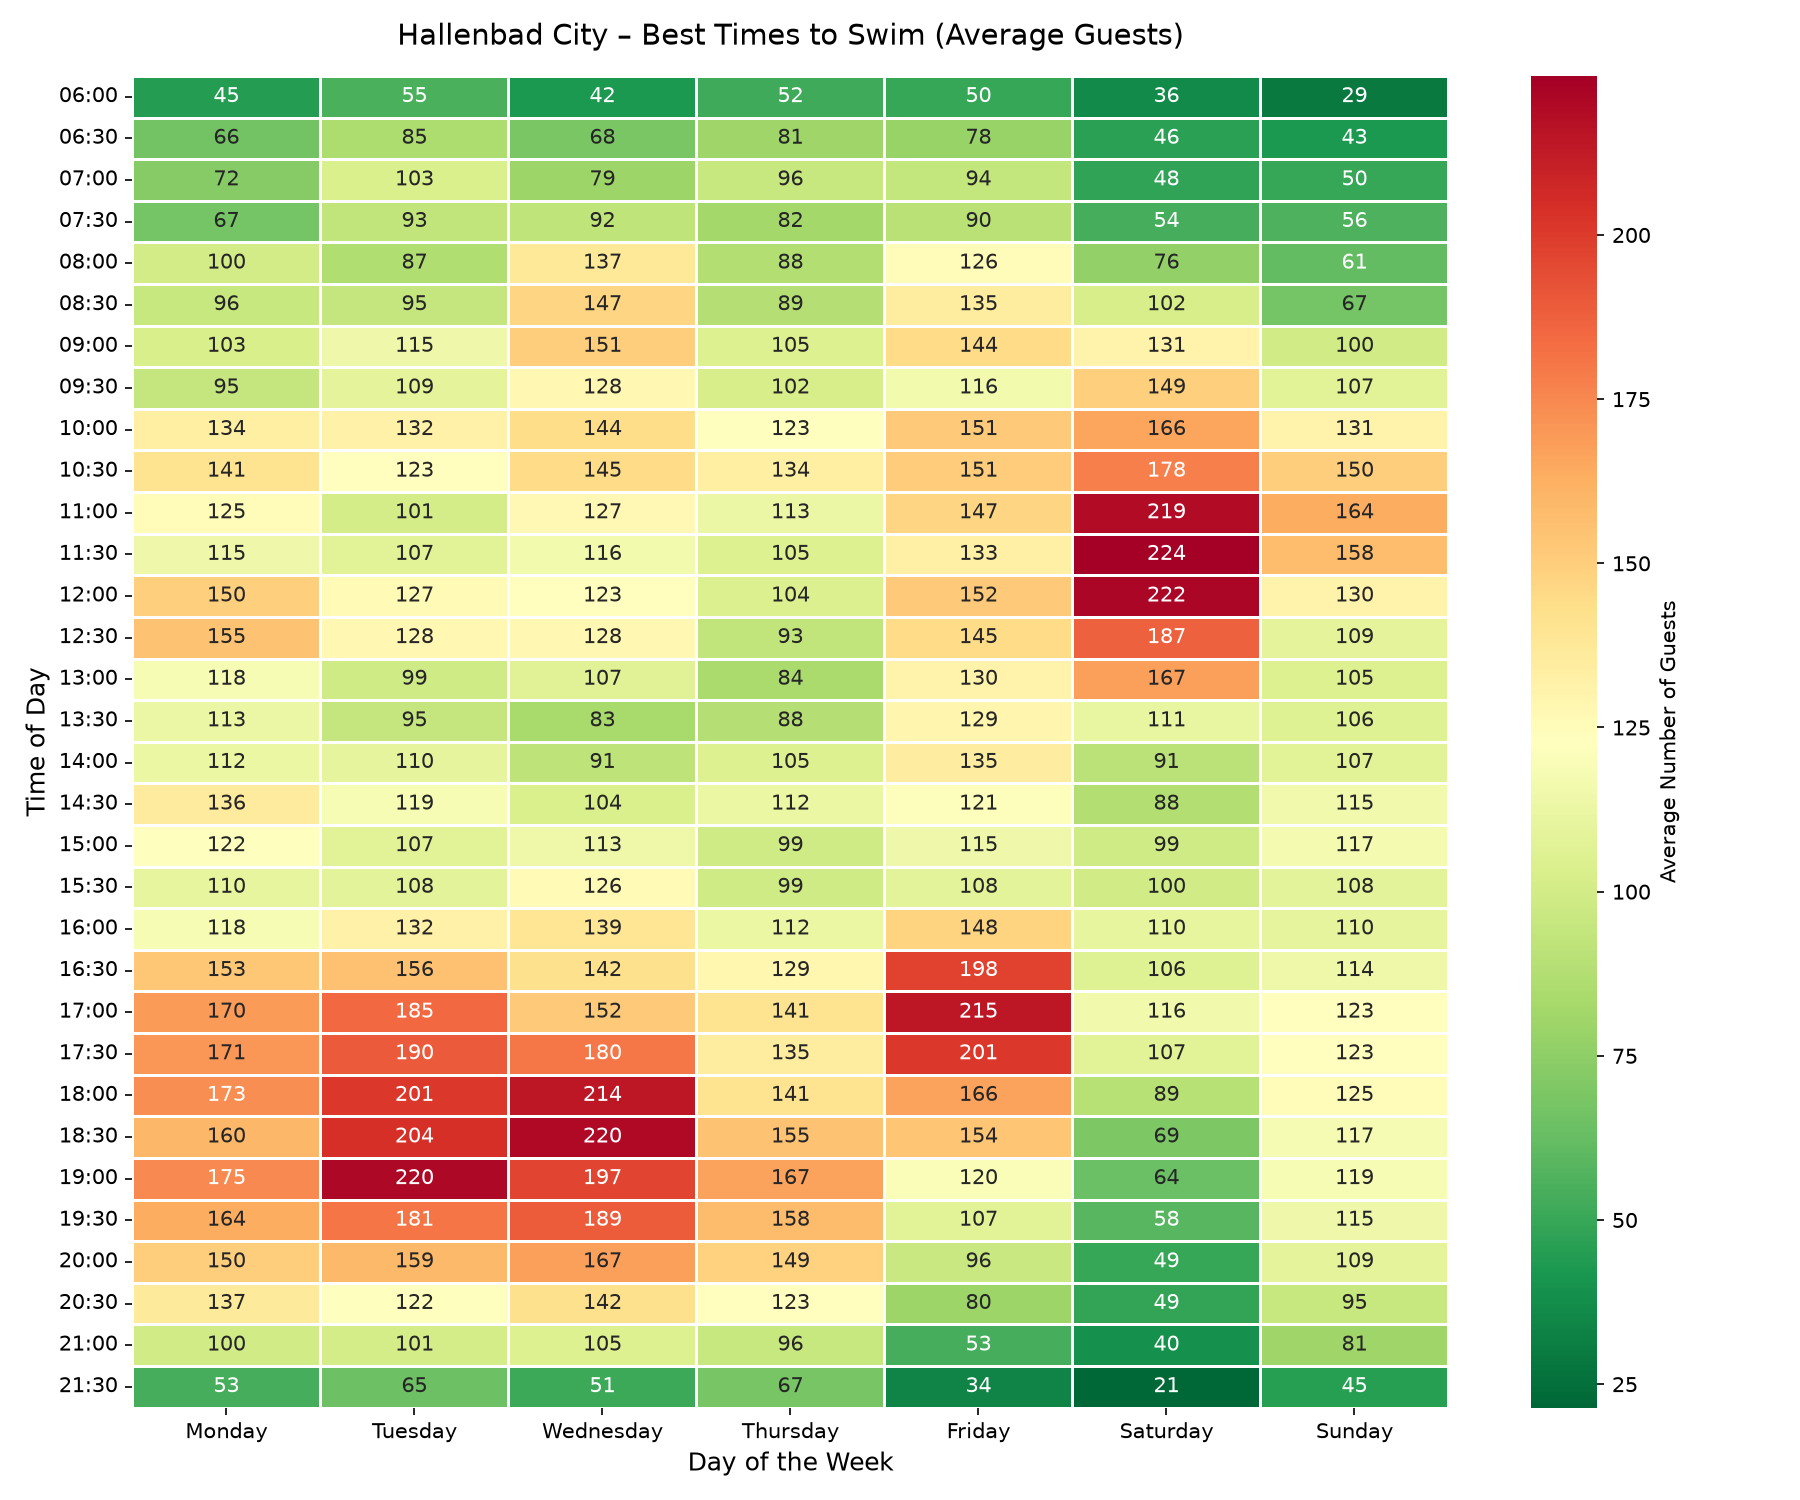 Hallenbad City – Best Times to Swim (Average Guests)
06:00 45 55 42 52 50 36 29
06:30 66 85 68 81 78 46 43
07:00 72 103 79 96 94 48 50
07:30 67 93 92 82 90 54 56
08:00 100 87 137 88 126 76 61
08:30 96 95 147 89 135 102 67
09:00 103 115 151 105 144 131 100
09:30 95 109 128 102 116 149 107
10:00 134 132 144 123 151 166 131
10:30 141 123 145 134 151 178 150
11:00 125 101 127 113 147 219 164
11:30 115 107 116 105 133 224 158
12:00 150 127 123 104 152 222 130
12:30 155 128 128 93 145 187 109
13:00 118 99 107 84 130 167 105
13:30 113 95 83 88 129 111 106
14:00 112 110 91 105 135 91 107
14:30 136 119 104 112 121 88 115
15:00 122 107 113 99 115 99 117
15:30 110 108 126 99 108 100 108
16:00 118 132 139 112 148 110 110
16:30 153 156 142 129 198 106 114
17:00 170 185 152 141 215 116 123
17:30 171 190 180 135 201 107 123
18:00 173 201 214 141 166 89 125
18:30 160 204 220 155 154 69 117
19:00 175 220 197 167 120 64 119
19:30 164 181 189 158 107 58 115
20:00 150 159 167 149 96 49 109
20:30 137 122 142 123 80 49 95
21:00 100 101 105 96 53 40 81
21:30 53 65 51 67 34 21 45
Monday Tuesday Wednesday Thursday Friday Saturday Sunday
Day of the Week
Time of Day
200
175
150
125
100
75
50
25
Average Number of Guests